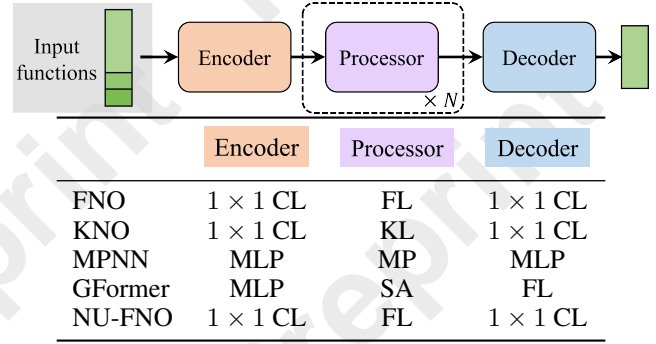 Input functions
Encoder
Processor
Decoder
× N
Encoder Processor Decoder
FNO 1 × 1 CL FL 1 × 1 CL
KNO 1 × 1 CL KL 1 × 1 CL
MPNN MLP MP MLP
GFormer MLP SA FL
NU-FNO 1 × 1 CL FL 1 × 1 CL
preprint